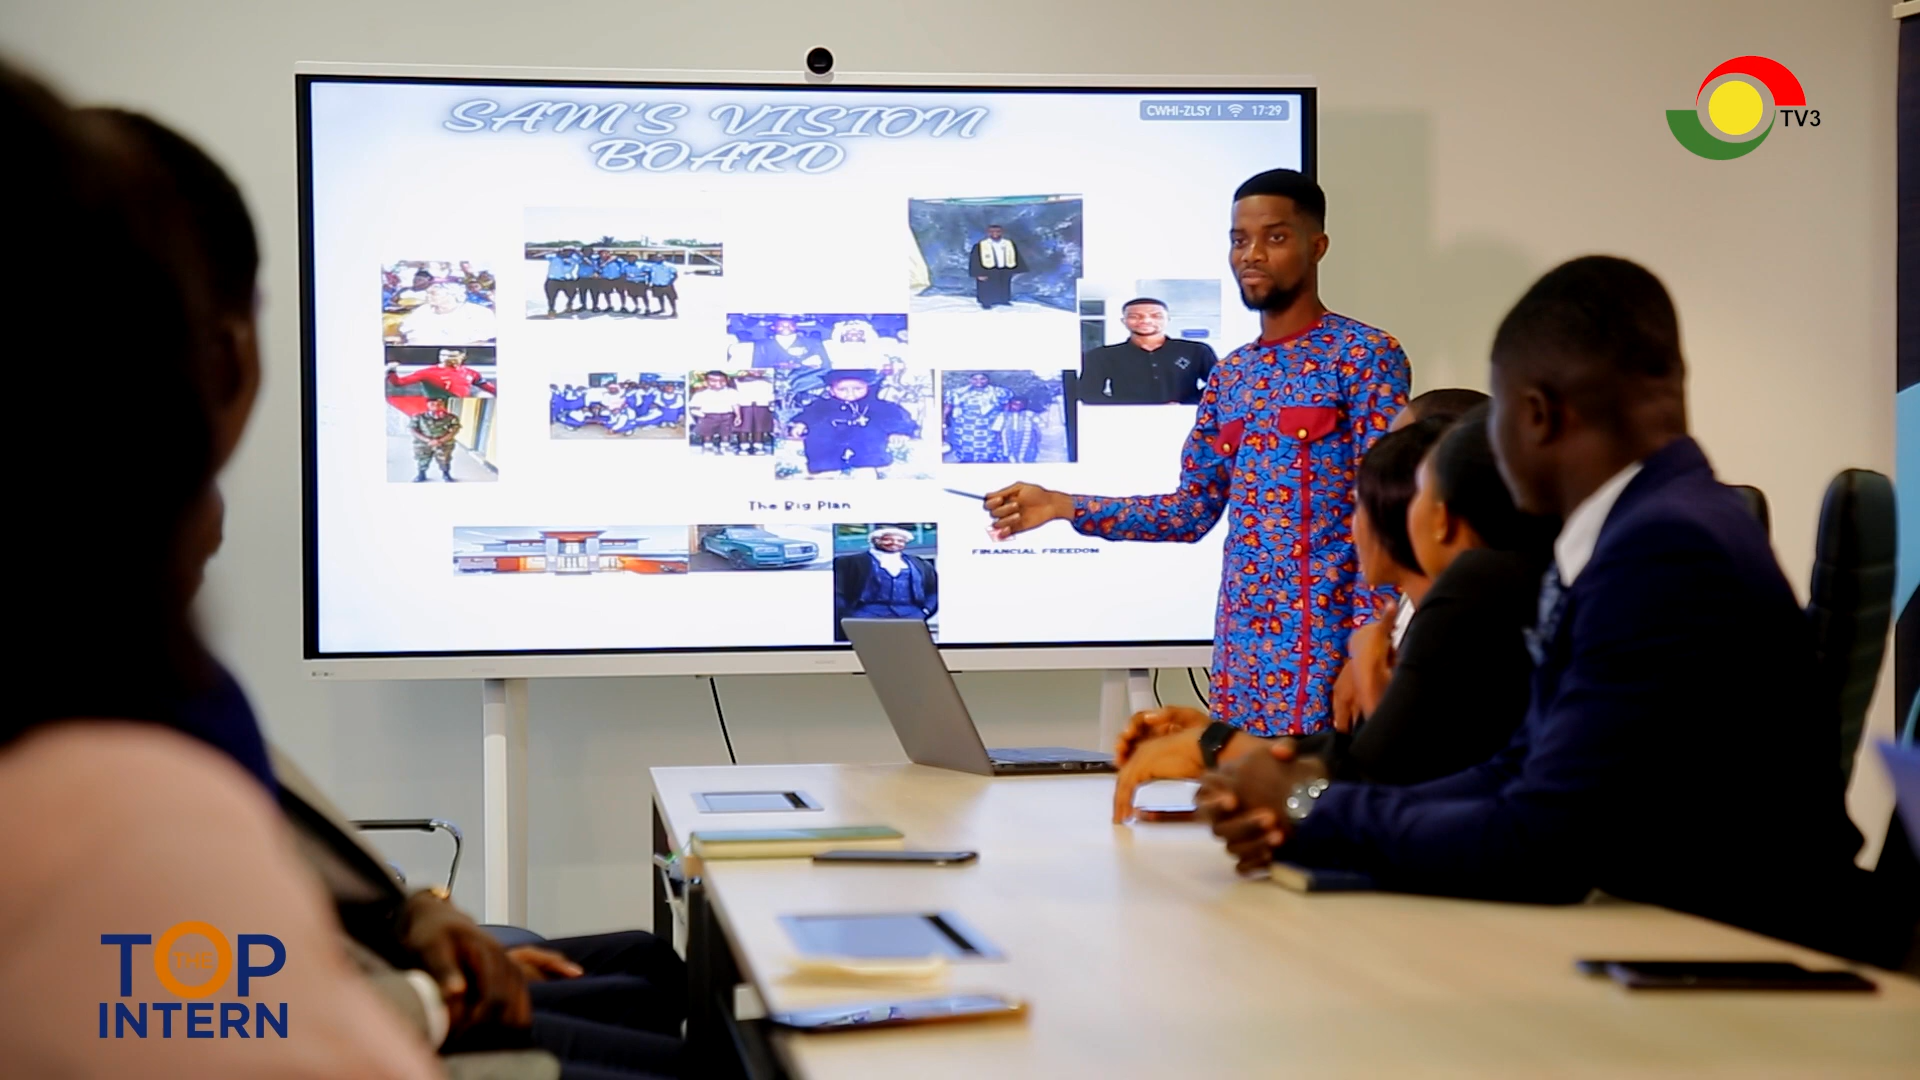 SAM'S VISION
BOARD
CWHI-ZLSY | 17:29
TV3
The Big Plan
FINANCIAL FREEDOM
THE
TOP
INTERN